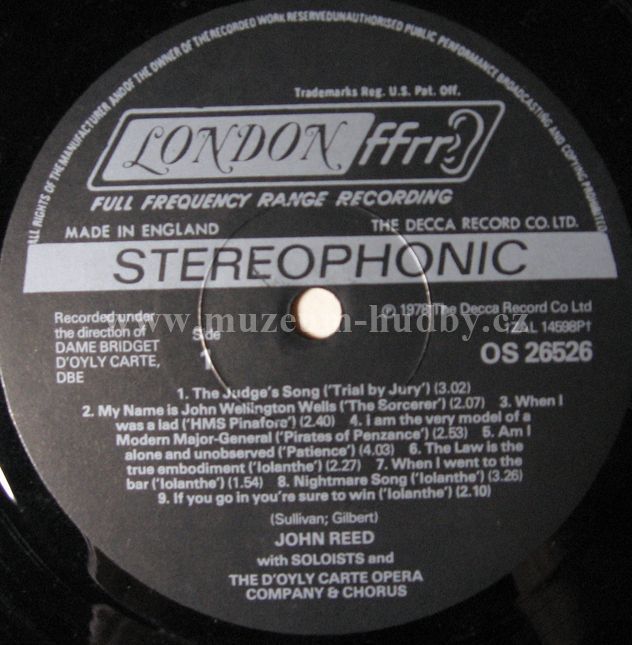 ALL RIGHTS OF THE MANUFACTURER AND OF THE OWNER OF THE RECORDED WORK RESERVED UNAUTHORISED PUBLIC PERFORMANCE BROADCASTING AND COPYING PROHIBITED
Trademarks Reg. U.S. Pat. Off.
LONDON ffrr
FULL FREQUENCY RANGE RECORDING
MADE IN ENGLAND THE DECCA RECORD CO. LTD.
STEREOPHONIC
Recorded under
the direction of
DAME BRIDGET
D'OYLY CARTE,
DBE
Side
1
℗ 1978 The Decca Record Co Ltd
ZAL 14598P†
OS 26526
www.muzeum-hudby.cz
1. The Judge's Song ('Trial by Jury') (3.02)
2. My Name is John Wellington Wells ('The Sorcerer') (2.07) 3. When I
was a lad ('HMS Pinafore') (2.40) 4. I am the very model of a
Modern Major-General ('Pirates of Penzance') (2.53) 5. Am I
alone and unobserved ('Patience') (4.03) 6. The Law is the
true embodiment ('Iolanthe') (2.27) 7. When I went to the
bar ('Iolanthe') (1.54) 8. Nightmare Song ('Iolanthe') (3.26)
9. If you go in you're sure to win ('Iolanthe') (2.10)
(Sullivan; Gilbert)
JOHN REED
with SOLOISTS and
THE D'OYLY CARTE OPERA
COMPANY & CHORUS